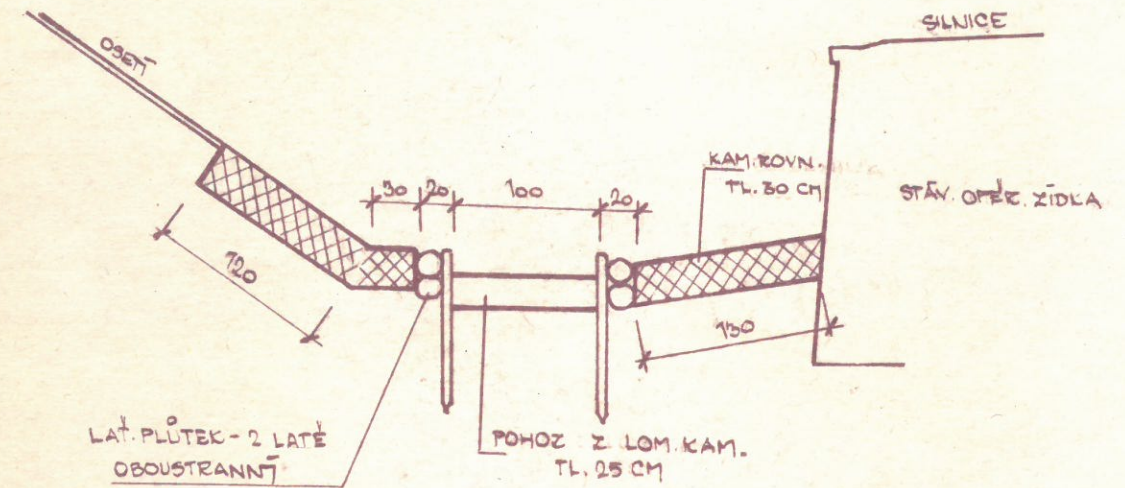 SILNICE
OSETÍ
KAM. ROVN.
TL. 30 CM
STÁV. OPĚR. ZÍDKA
30
20
100
20
120
130
LAŤ. PLŮTEK - 2 LATĚ
OBOUSTRANNÝ
POHOZ Z LOM. KAM.
TL. 25 CM